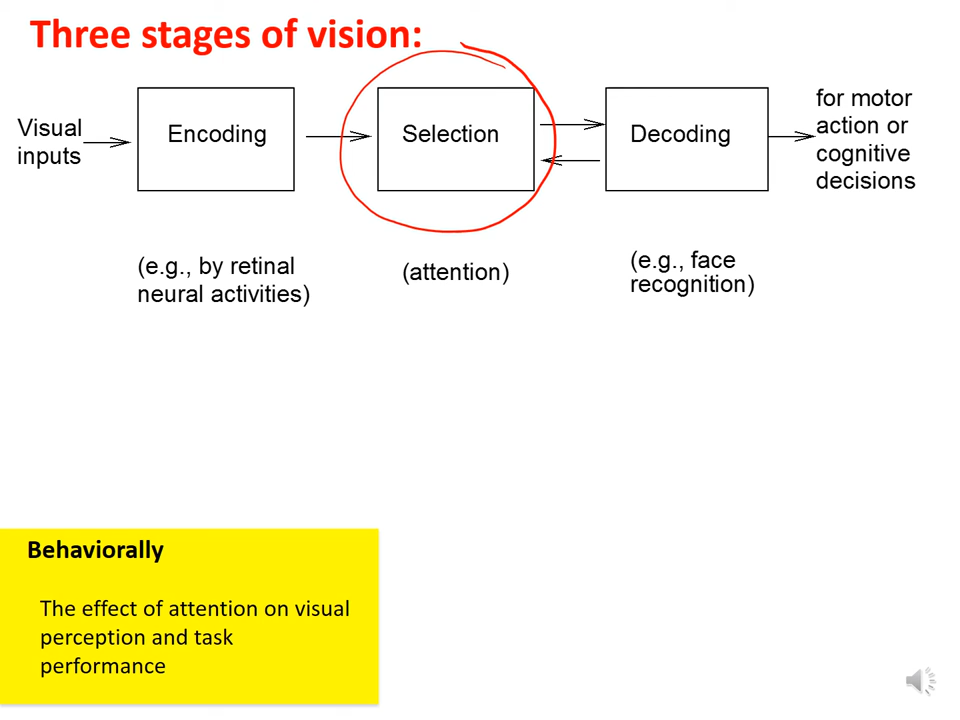 Three stages of vision:
Visual
inputs
Encoding
Selection
Decoding
for motor
action or
cognitive
decisions
(e.g., by retinal
neural activities)
(attention)
(e.g., face
recognition)
Behaviorally
The effect of attention on visual
perception and task
performance